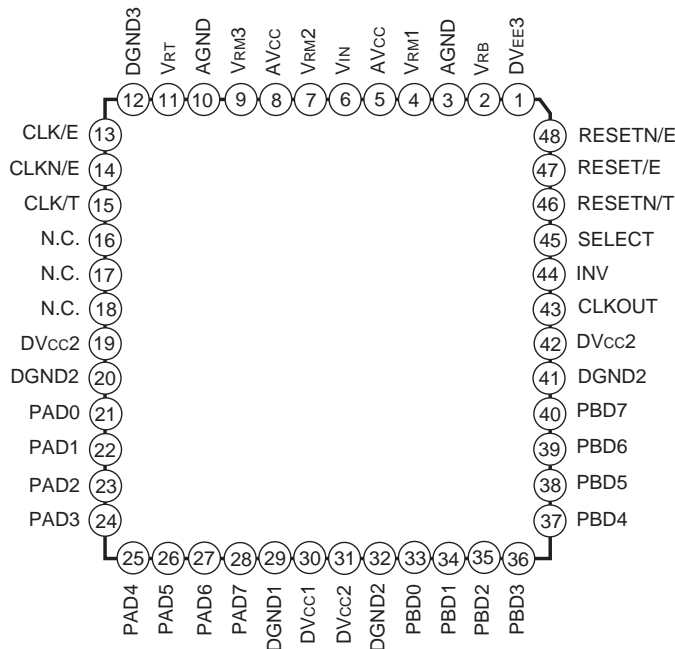 DGND3
VRT
AGND
VRM3
AVCC
VRM2
VIN
AVCC
VRM1
AGND
VRB
DVEE3
12 11 10 9 8 7 6 5 4 3 2 1
CLK/E 13
48 RESETN/E
CLKN/E 14
47 RESET/E
CLK/T 15
46 RESETN/T
N.C. 16
45 SELECT
N.C. 17
44 INV
N.C. 18
43 CLKOUT
DVCC2 19
42 DVCC2
DGND2 20
41 DGND2
PAD0 21
40 PBD7
PAD1 22
39 PBD6
PAD2 23
38 PBD5
PAD3 24
37 PBD4
25 26 27 28 29 30 31 32 33 34 35 36
PAD4
PAD5
PAD6
PAD7
DGND1
DVCC1
DVCC2
DGND2
PBD0
PBD1
PBD2
PBD3